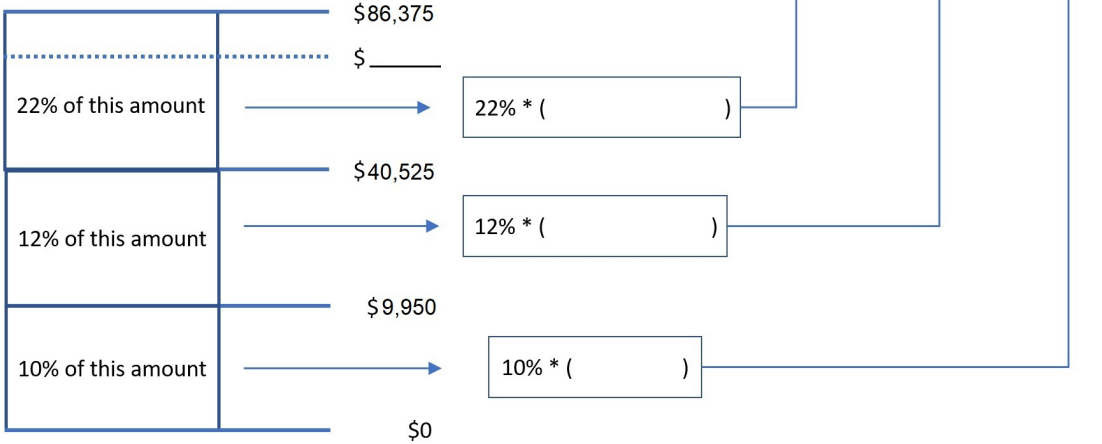 $86,375
$______
22% of this amount
22% * ( )
$40,525
12% of this amount
12% * ( )
$9,950
10% of this amount
10% * ( )
$0